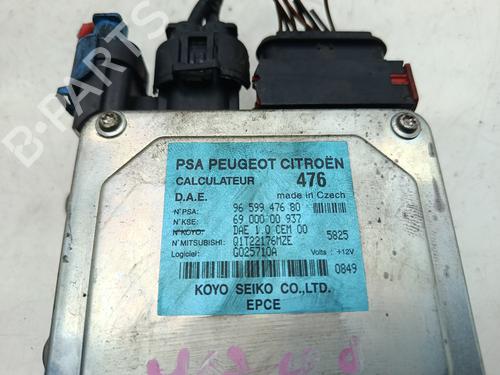 PSA PEUGEOT CITROËN
CALCULATEUR 476
D.A.E. made in Czech
N°PSA: 96 599 476 80
N°KSE: 69 000 00 937
N°KOYO: DAE 1.0 CEM 00
N°MITSUBISHI: Q1T22176MZE 5825
Logiciel: G025710A Volts : +12V
0849
KOYO SEIKO CO.,LTD.
EPCE
B-PARTS